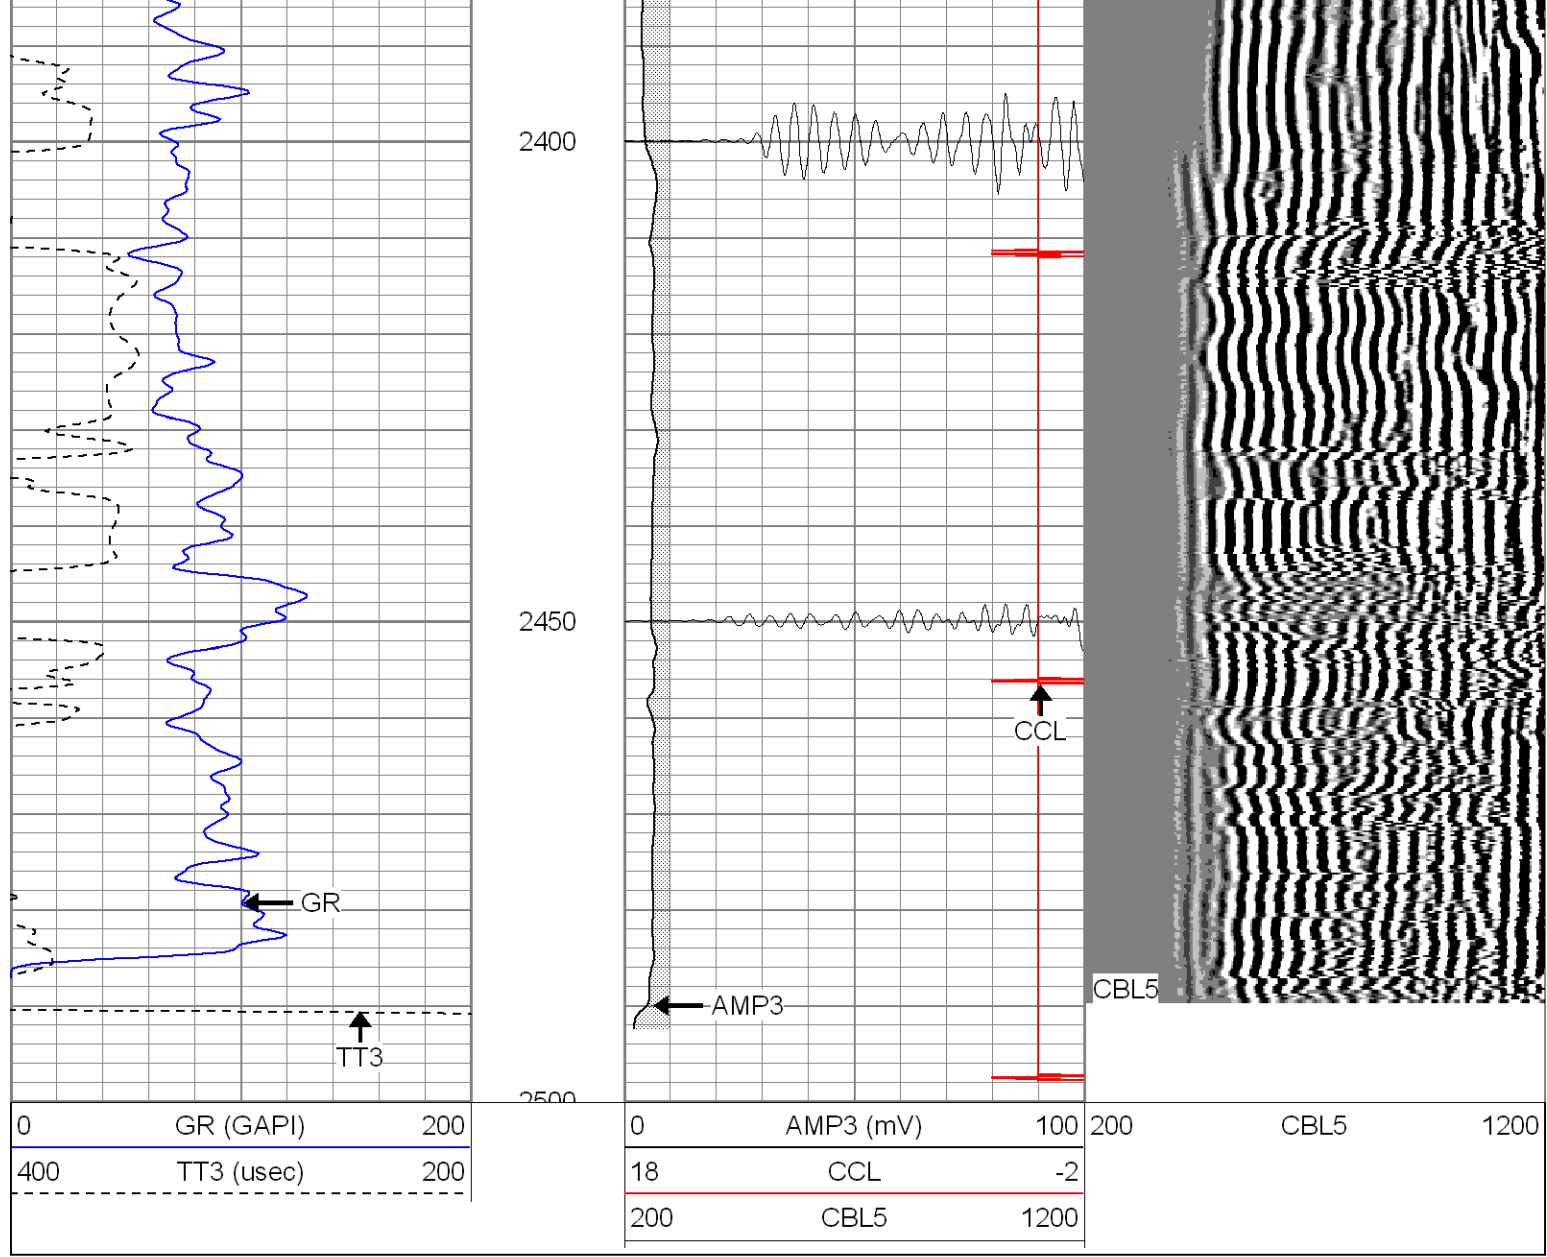 2400
2450
CCL
GR
CBL5
AMP3
TT3
2500
0 GR (GAPI) 200
400 TT3 (usec) 200
0 AMP3 (mV) 100
18 CCL -2
200 CBL5 1200
200 CBL5 1200